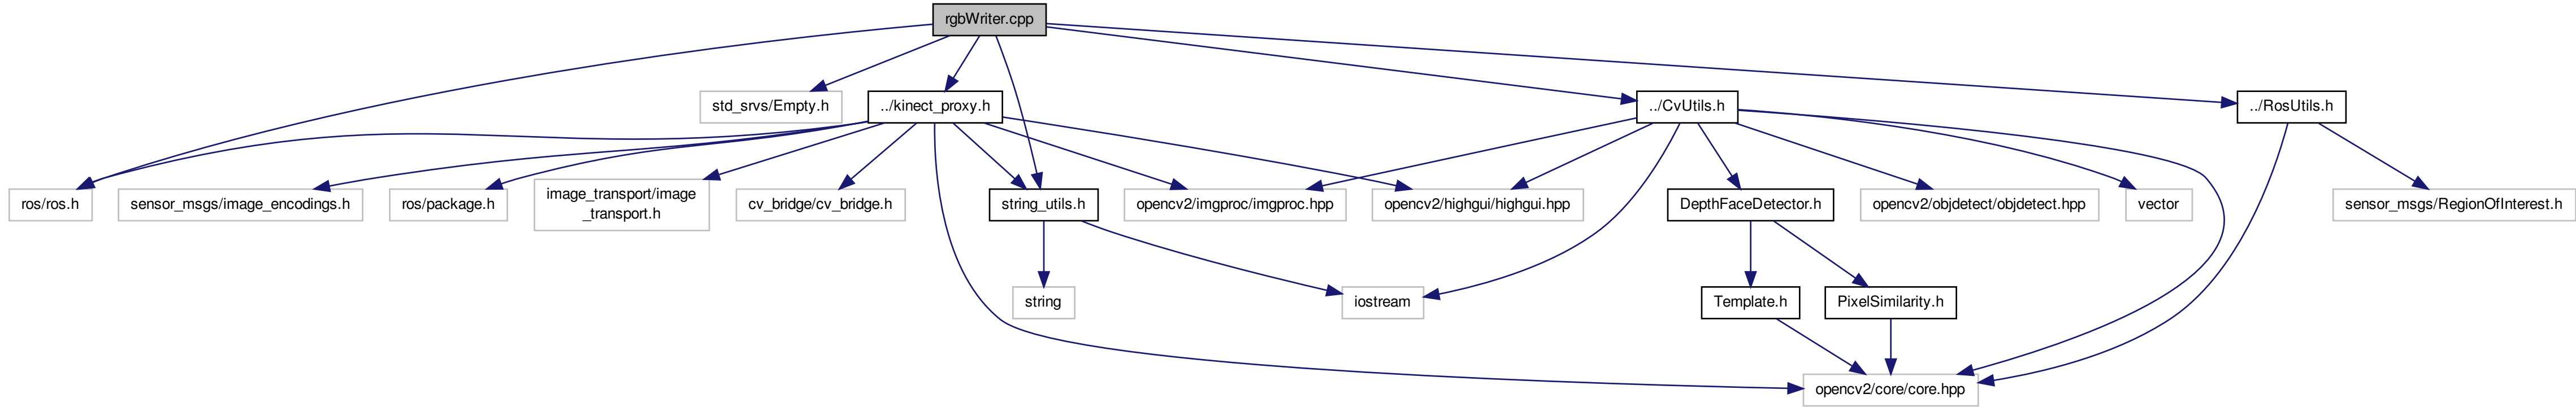 rgbWriter.cpp
std_srvs/Empty.h
../kinect_proxy.h
../CvUtils.h
../RosUtils.h
ros/ros.h
sensor_msgs/image_encodings.h
ros/package.h
image_transport/image
_transport.h
cv_bridge/cv_bridge.h
string_utils.h
opencv2/imgproc/imgproc.hpp
opencv2/highgui/highgui.hpp
DepthFaceDetector.h
opencv2/objdetect/objdetect.hpp
vector
sensor_msgs/RegionOfInterest.h
string
iostream
Template.h
PixelSimilarity.h
opencv2/core/core.hpp